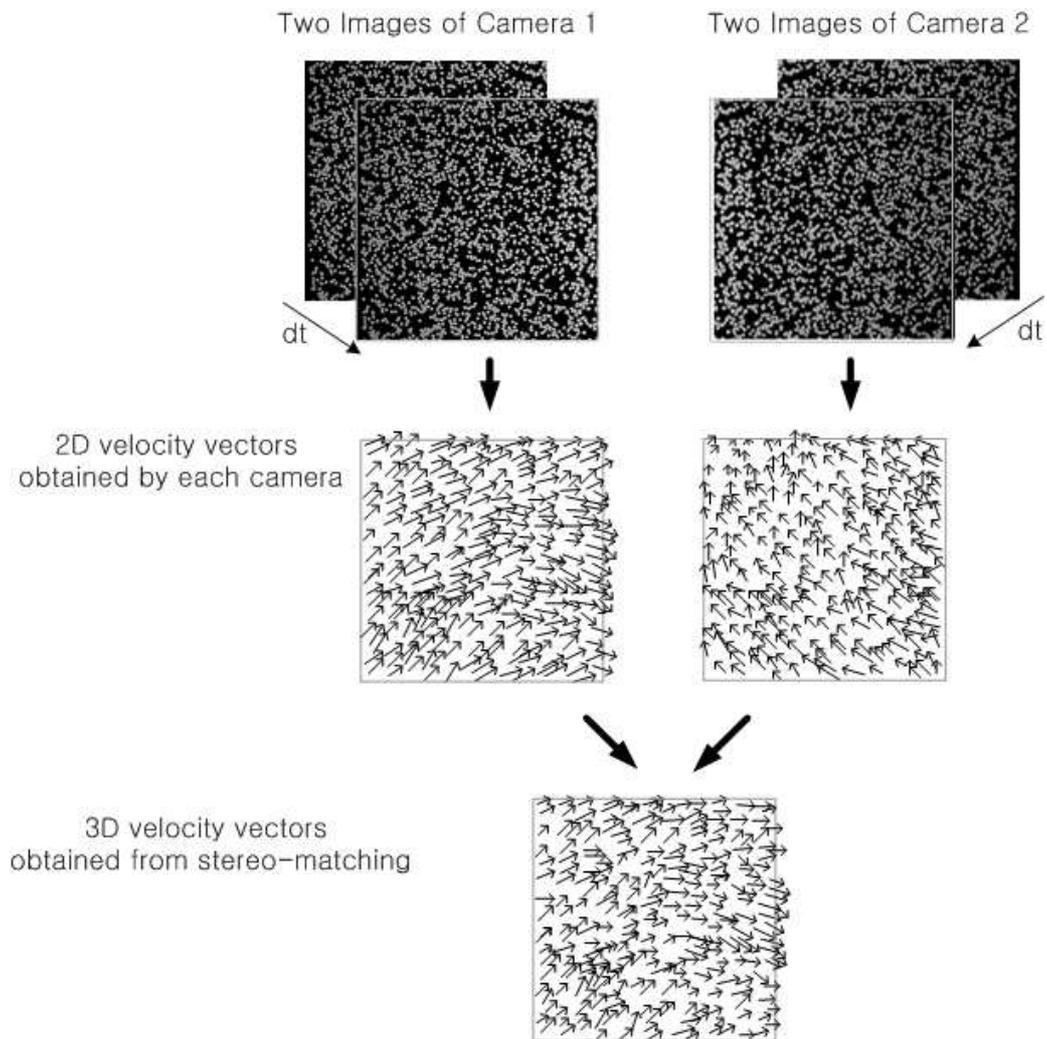 Two Images of Camera 1
Two Images of Camera 2
dt
dt
2D velocity vectors
obtained by each camera
3D velocity vectors
obtained from stereo-matching